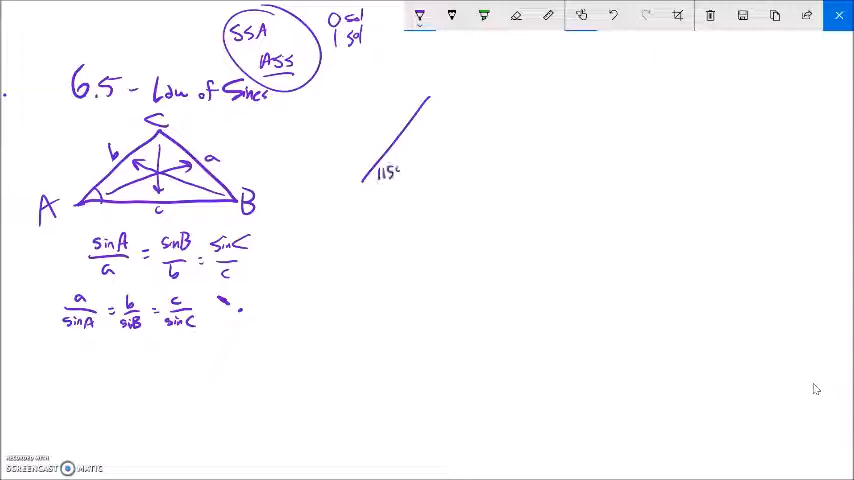 SSA
ASS
0 sol
1 sol
6.5 - Law of Sines
C
b
a
A
c
B
sinA/a = sinB/b = sinC/c
a/sinA = b/sinB = c/sinC
115°
RECORDED WITH
SCREENCAST MATIC